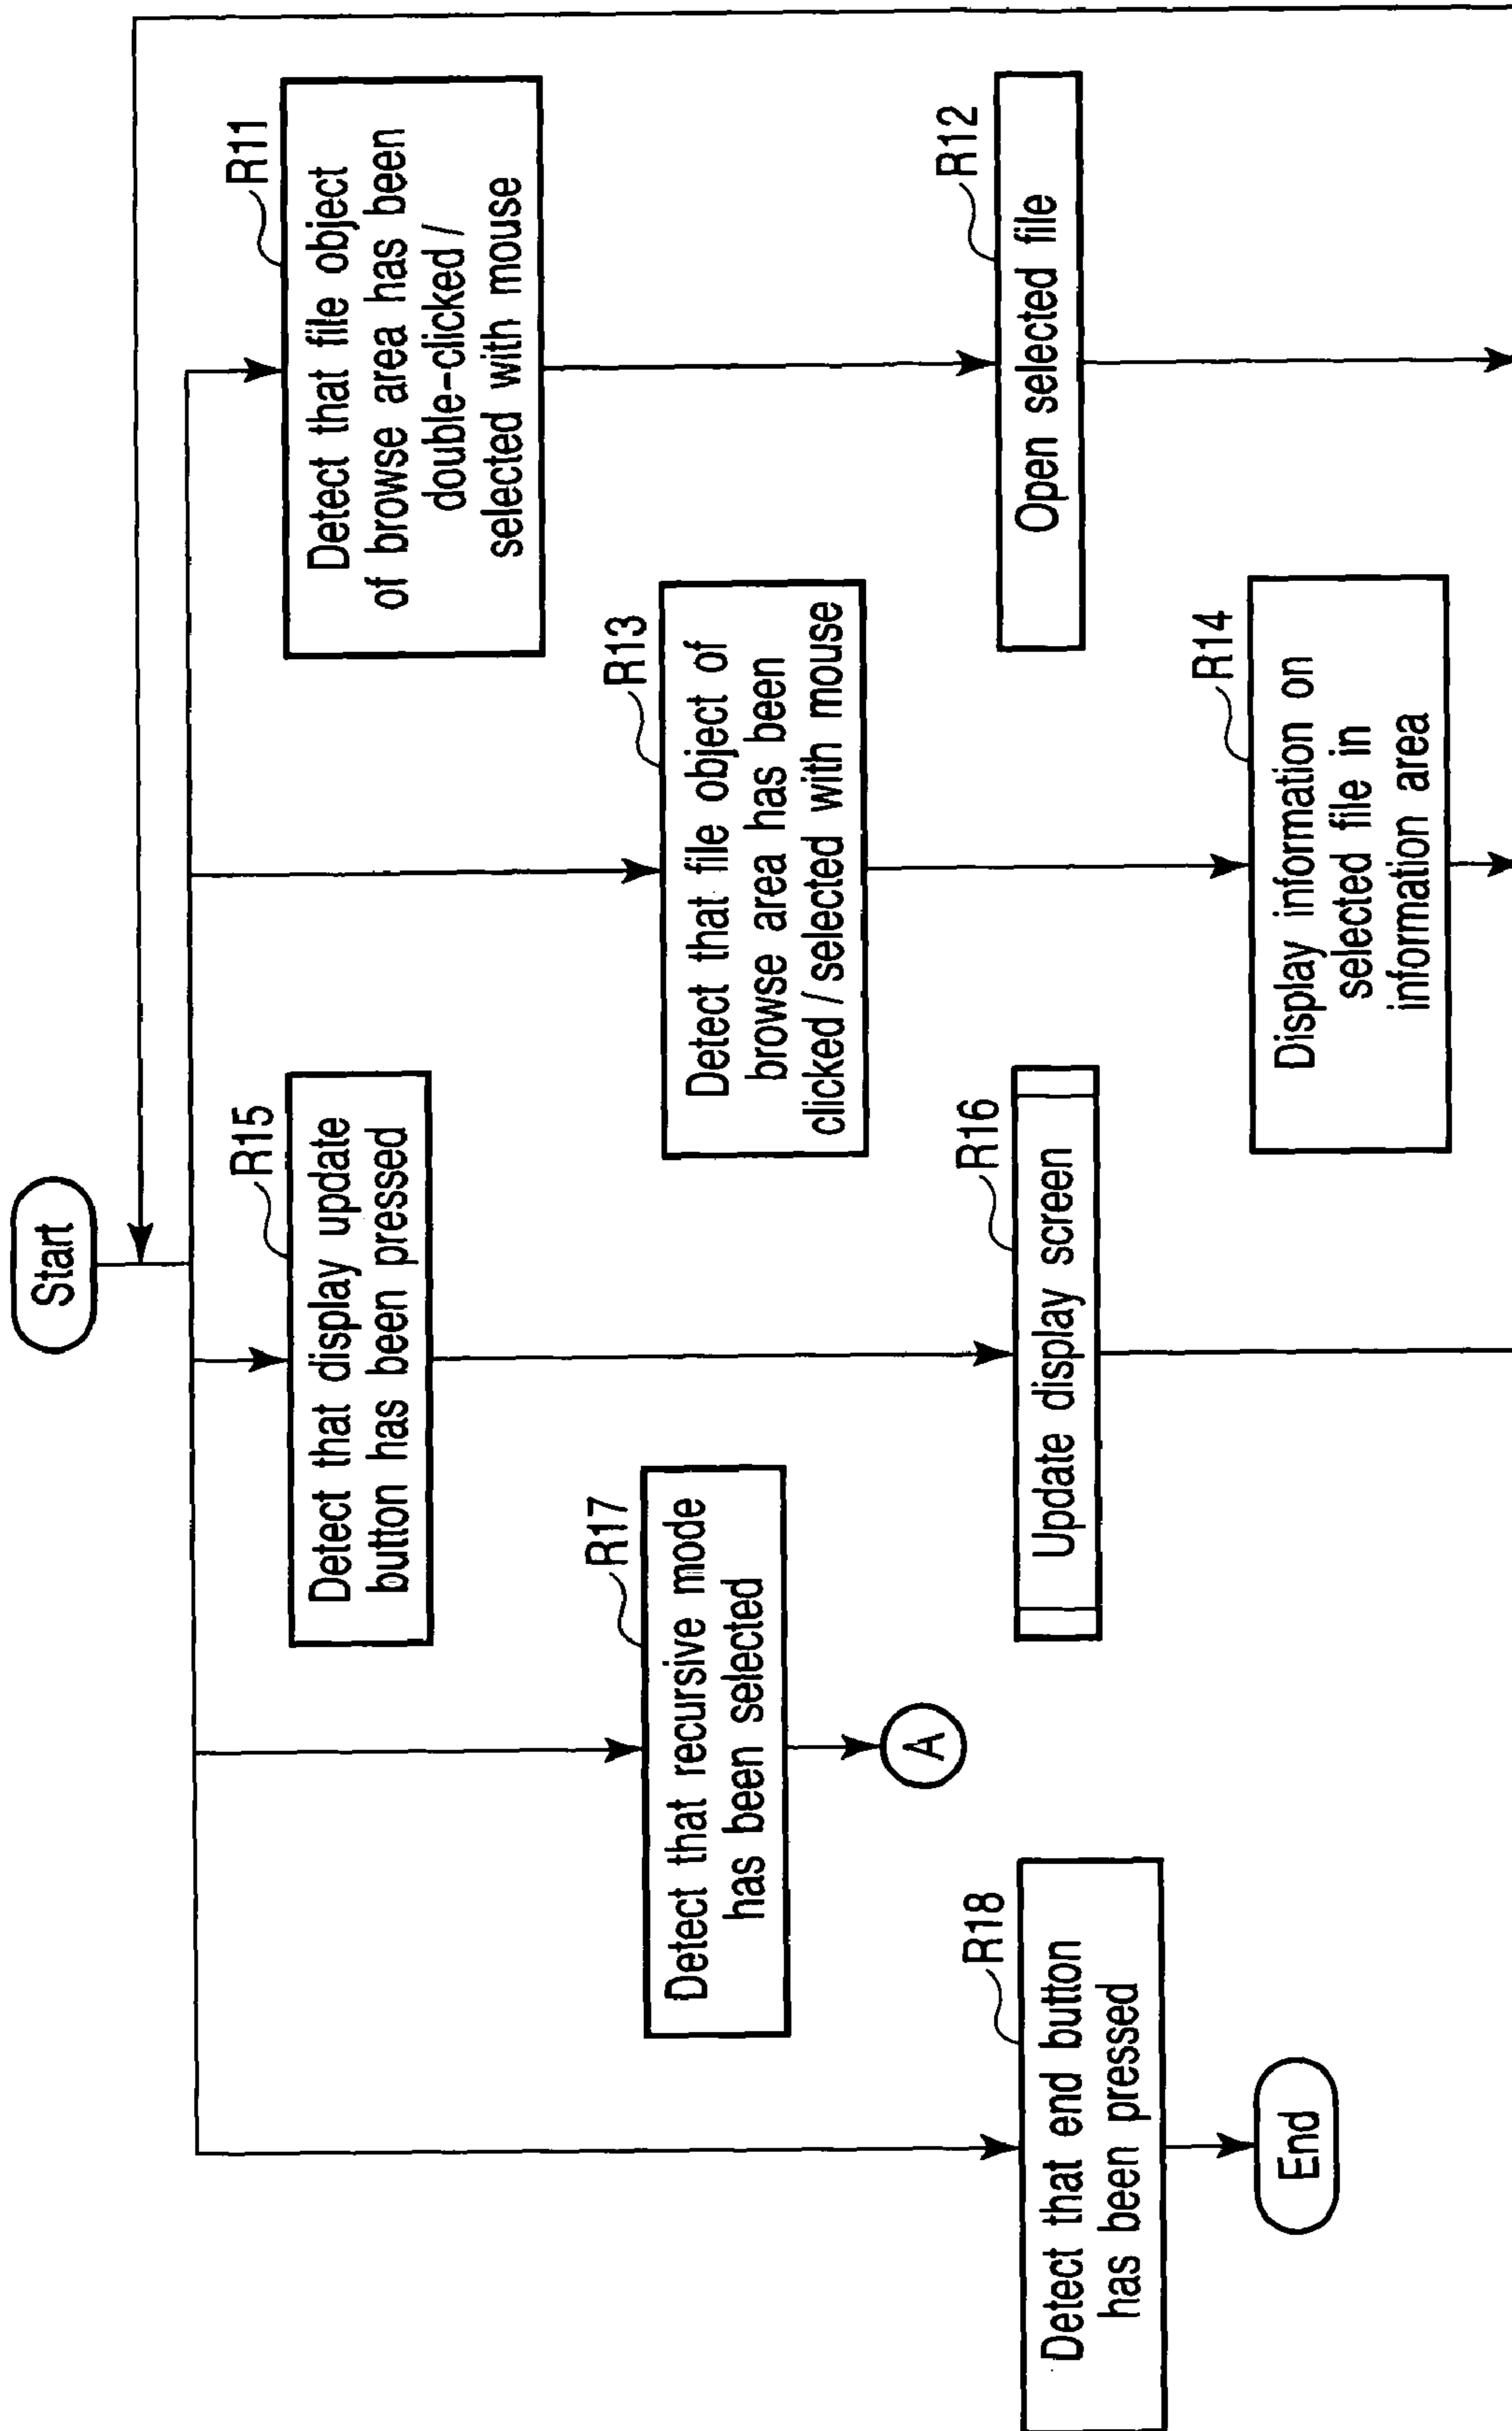 Start
R11
Detect that file object
of browse area has been
double-clicked /
selected with mouse
R12
Open selected file
R13
Detect that file object of
browse area has been
clicked / selected with mouse
R14
Display information on
selected file in
information area
R15
Detect that display update
button has been pressed
R16
Update display screen
R17
Detect that recursive mode
has been selected
A
R18
Detect that end button
has been pressed
End